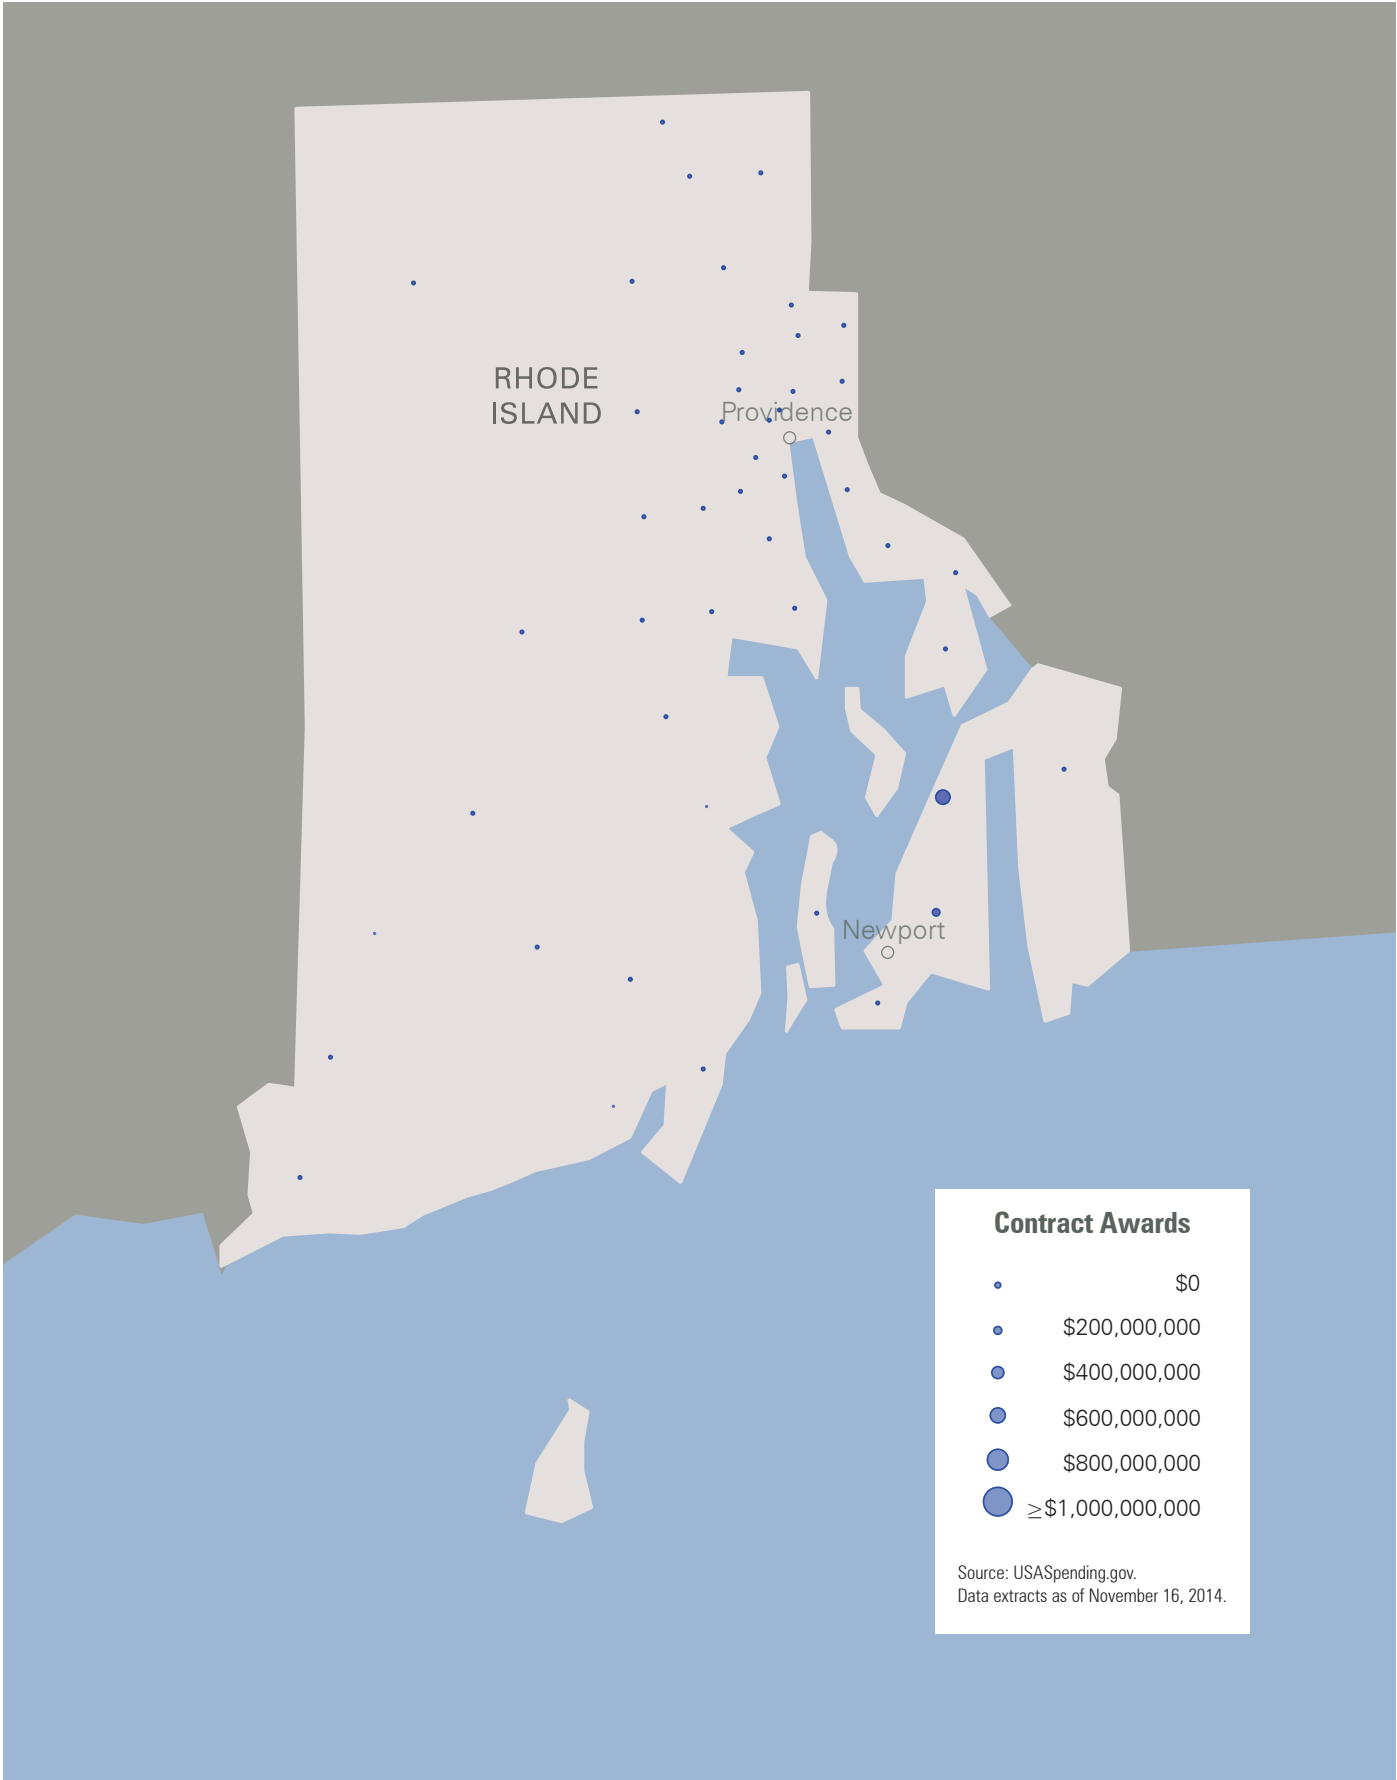 RHODE
ISLAND
Providence
Newport
Contract Awards
$0
$200,000,000
$400,000,000
$600,000,000
$800,000,000
≥$1,000,000,000
Source: USASpending.gov.
Data extracts as of November 16, 2014.